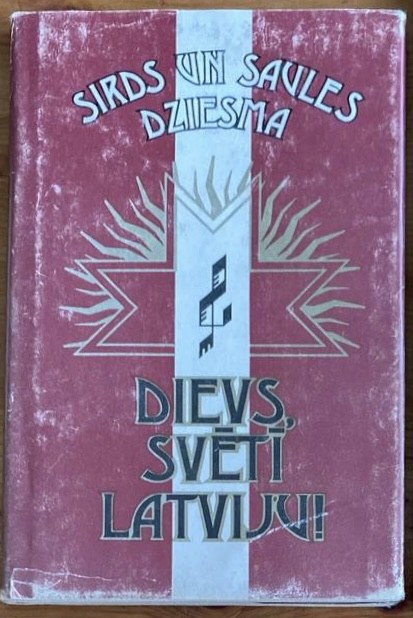 SIRDS UN SAULES
DZIESMA
DIEVS,
SVĒTĪ
LATVIJU!